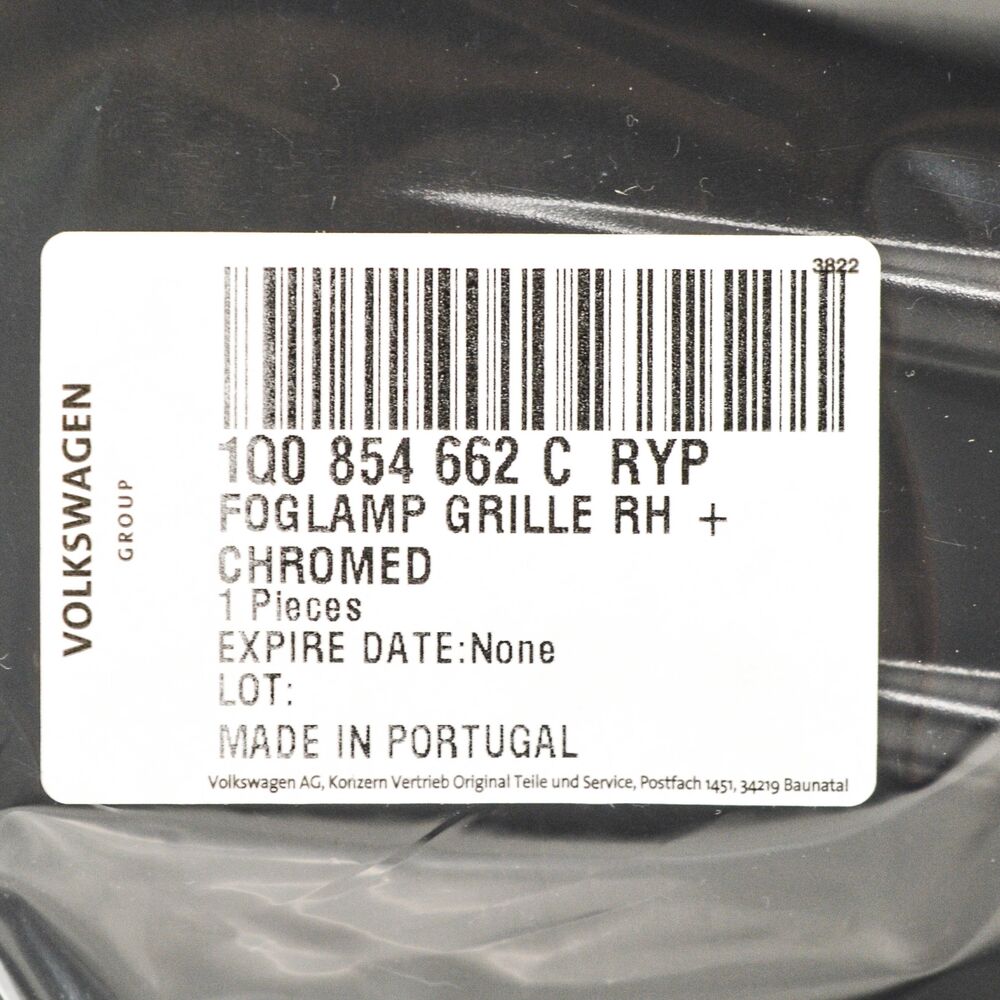 3822
VOLKSWAGEN
GROUP
1Q0 854 662 C RYP
FOGLAMP GRILLE RH +
CHROMED
1 Pieces
EXPIRE DATE:None
LOT:
MADE IN PORTUGAL
Volkswagen AG, Konzern Vertrieb Original Teile und Service, Postfach 1451, 34219 Baunatal